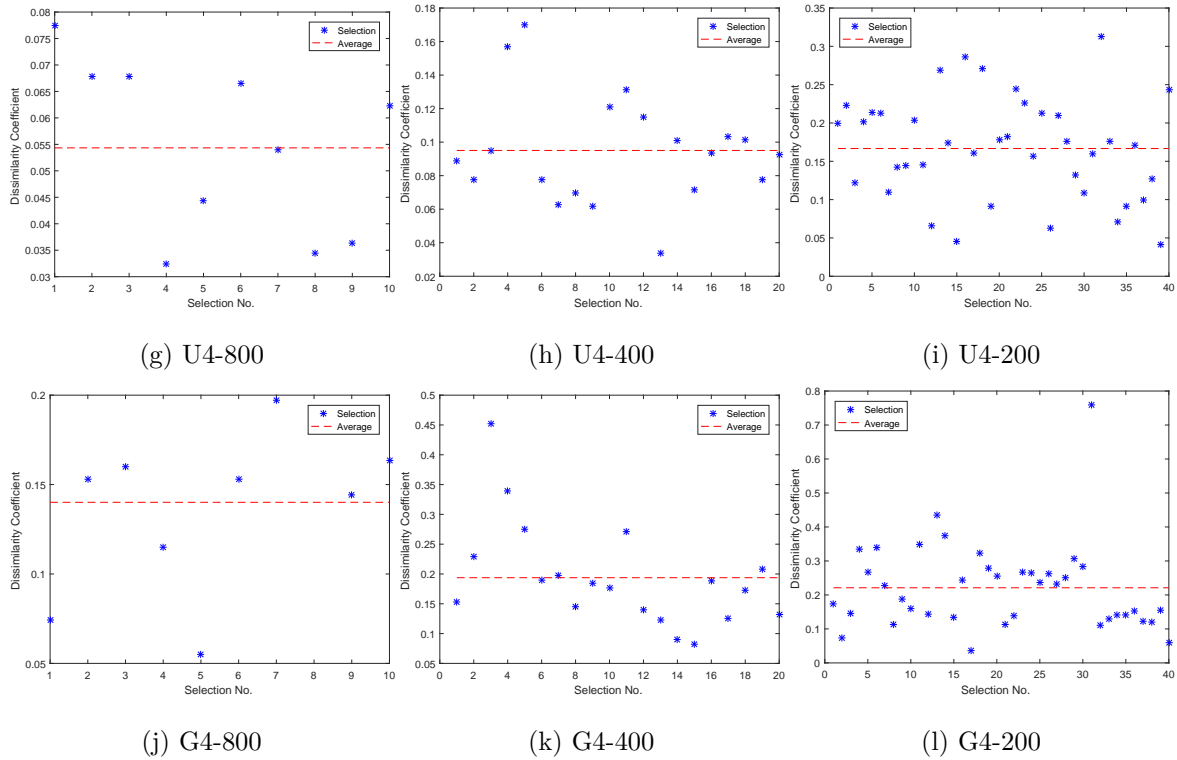 0.08
0.075
0.07
0.065
0.06
0.055
0.05
0.045
0.04
0.035
0.03
Dissimilarity Coefficient
1 2 3 4 5 6 7 8 9 10
Selection No.
Selection
Average
(g) U4-800
0.18
0.16
0.14
0.12
0.1
0.08
0.06
0.04
0.02
Dissimilarity Coefficient
0 2 4 6 8 10 12 14 16 18 20
Selection No.
Selection
Average
(h) U4-400
0.35
0.3
0.25
0.2
0.15
0.1
0.05
0
Dissimilarity Coefficient
0 5 10 15 20 25 30 35 40
Selection No.
Selection
Average
(i) U4-200
0.2
0.15
0.1
0.05
Dissimilarity Coefficient
1 2 3 4 5 6 7 8 9 10
Selection No.
Selection
Average
(j) G4-800
0.5
0.45
0.4
0.35
0.3
0.25
0.2
0.15
0.1
0.05
Dissimilarity Coefficient
0 2 4 6 8 10 12 14 16 18 20
Selection No.
Selection
Average
(k) G4-400
0.8
0.7
0.6
0.5
0.4
0.3
0.2
0.1
0
Dissimilarity Coefficient
0 5 10 15 20 25 30 35 40
Selection No.
Selection
Average
(l) G4-200